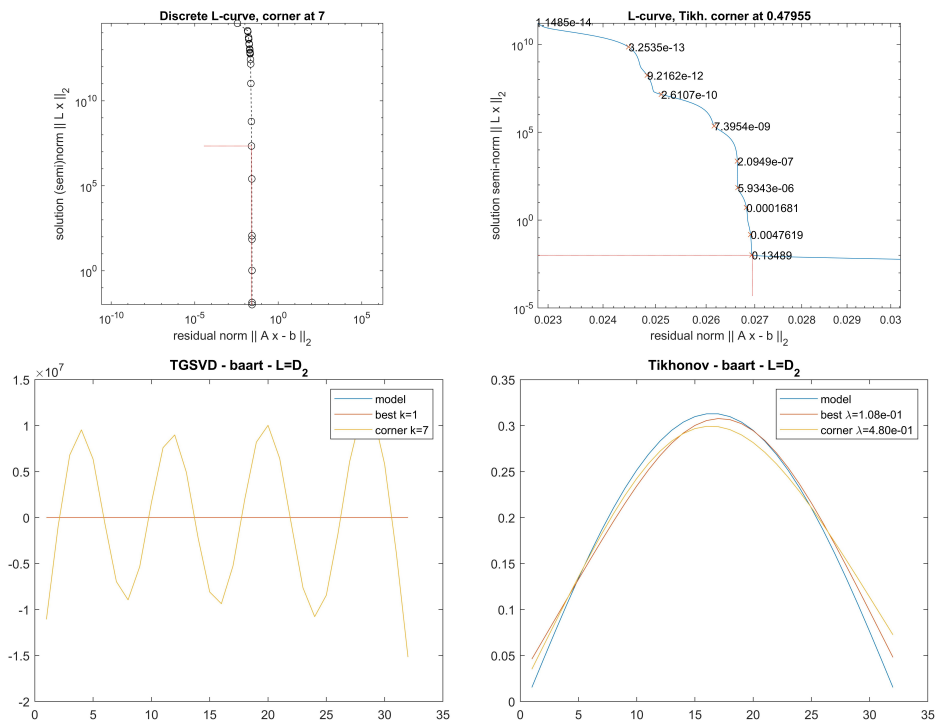 Discrete L-curve, corner at 7
10^10
10^5
10^0
solution (semi)norm || L x ||_2
10^-10
10^-5
10^0
10^5
residual norm || A x - b ||_2
L-curve, Tikh. corner at 0.47955
1.1485e-14
3.2535e-13
9.2162e-12
2.6107e-10
7.3954e-09
2.0949e-07
5.9343e-06
0.0001681
0.0047619
0.13489
10^10
10^5
10^0
10^-5
solution semi-norm || L x ||_2
0.023
0.024
0.025
0.026
0.027
0.028
0.029
0.03
residual norm || A x - b ||_2
TGSVD - baart - L=D_2
×10^7
model
best k=1
corner k=7
1.5
1
0.5
0
-0.5
-1
-1.5
-2
0
5
10
15
20
25
30
35
Tikhonov - baart - L=D_2
model
best λ=1.08e-01
corner λ=4.80e-01
0.35
0.3
0.25
0.2
0.15
0.1
0.05
0
0
5
10
15
20
25
30
35